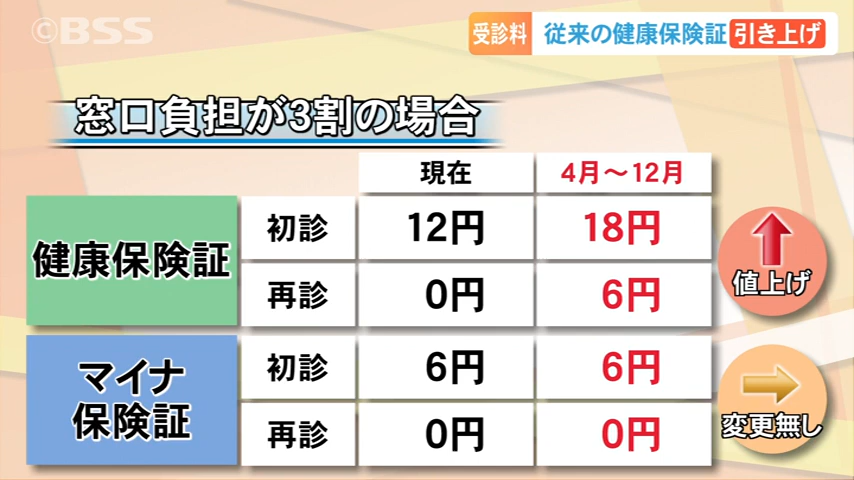 ©BSS
受診料 従来の健康保険証 引き上げ
窓口負担が3割の場合
現在 4月～12月
健康保険証
初診 12円 18円
再診 0円 6円
値上げ
マイナ
保険証
初診 6円 6円
再診 0円 0円
変更無し